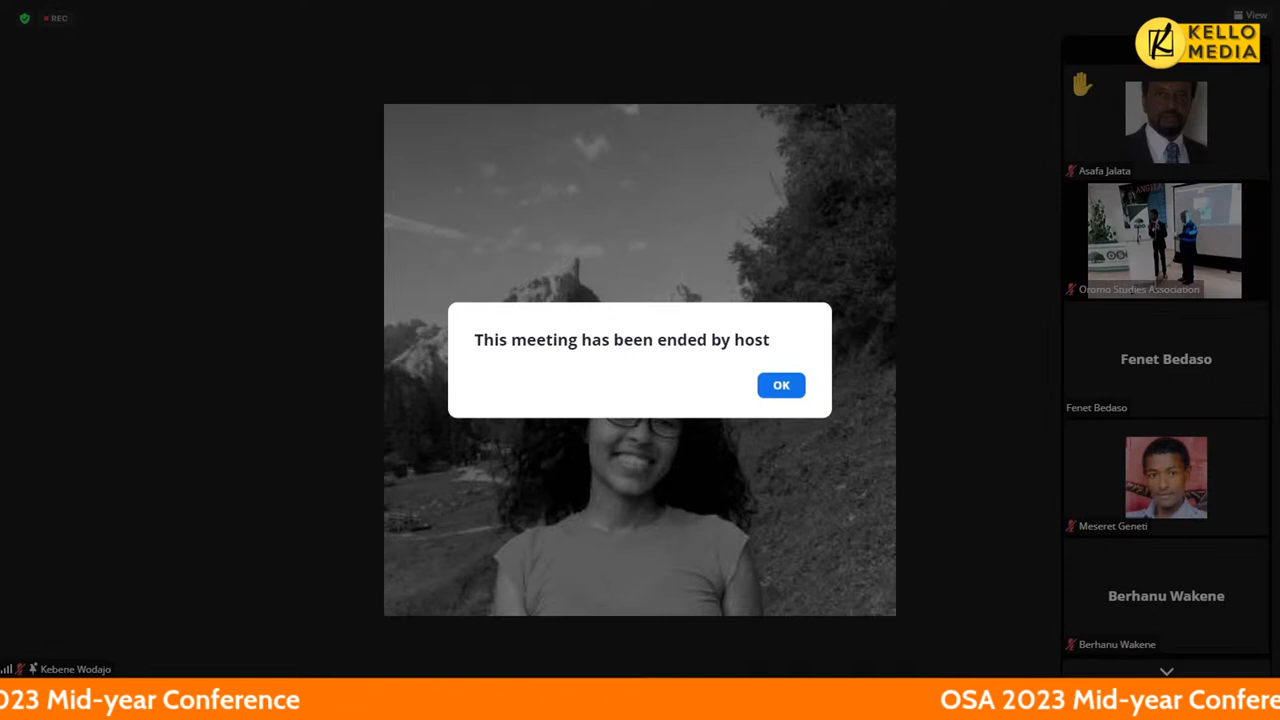 REC
View
KELLO
MEDIA
Asafa Jalata
Oromo Studies Association
Fenet Bedaso
Fenet Bedaso
Meseret Geneti
Berhanu Wakene
Berhanu Wakene
This meeting has been ended by host
OK
Kebene Wodajo
023 Mid-year Conference
OSA 2023 Mid-year Confere